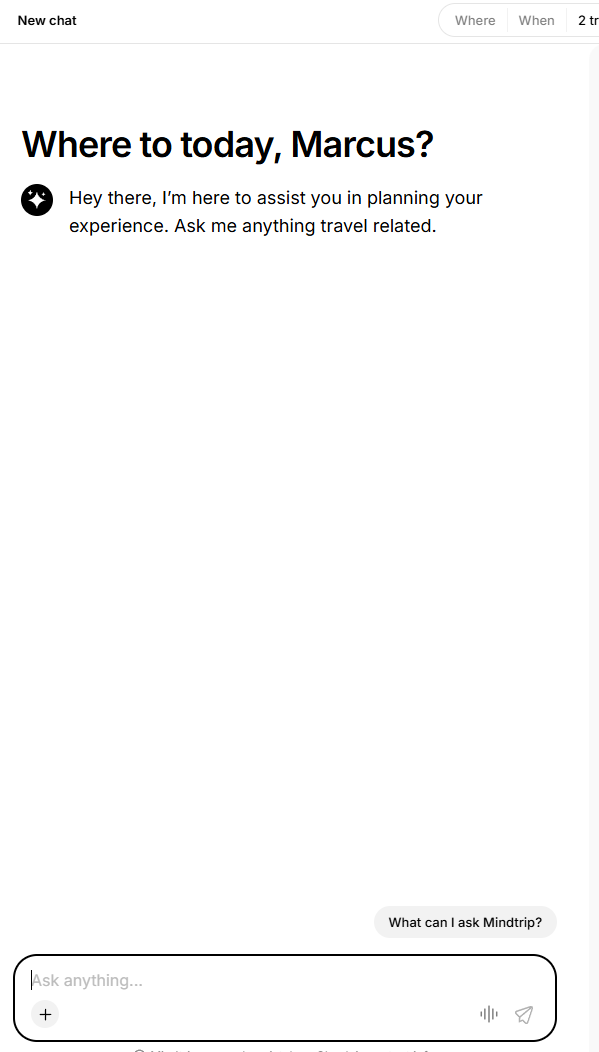 New chat
Where
When
2 tr
Where to today, Marcus?
Hey there, I'm here to assist you in planning your
experience. Ask me anything travel related.
What can I ask Mindtrip?
Ask anything...